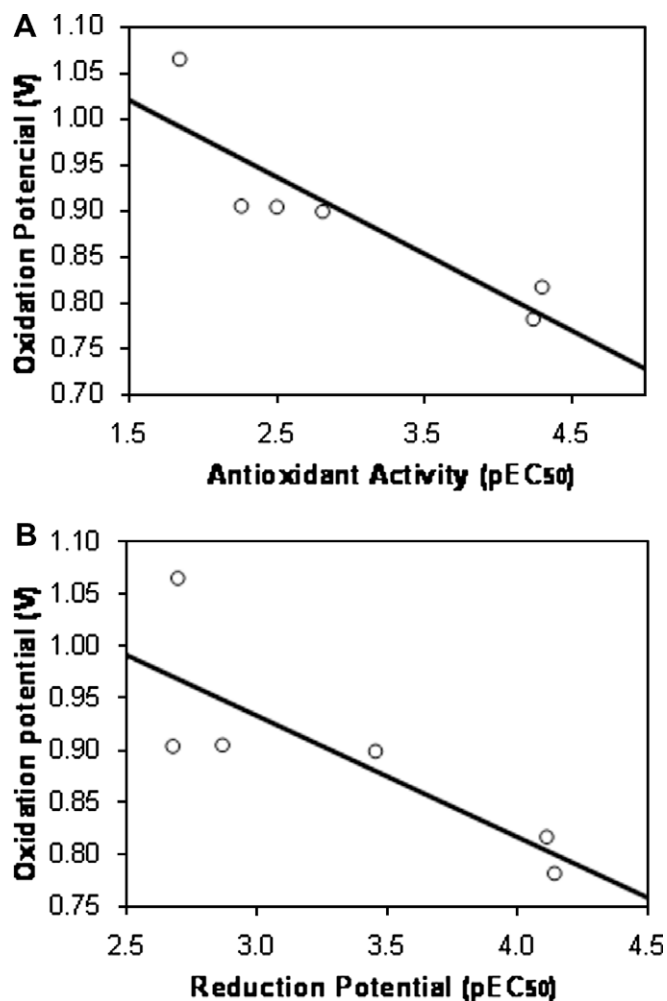 A
1.10
1.05
1.00
0.95
0.90
0.85
0.80
0.75
0.70
Oxidation Potencial (V)
1.5 2.5 3.5 4.5
Antioxidant Activity (pEC50)
B
1.10
1.05
1.00
0.95
0.90
0.85
0.80
0.75
Oxidation potential (V)
2.5 3.0 3.5 4.0 4.5
Reduction Potential (pEC50)